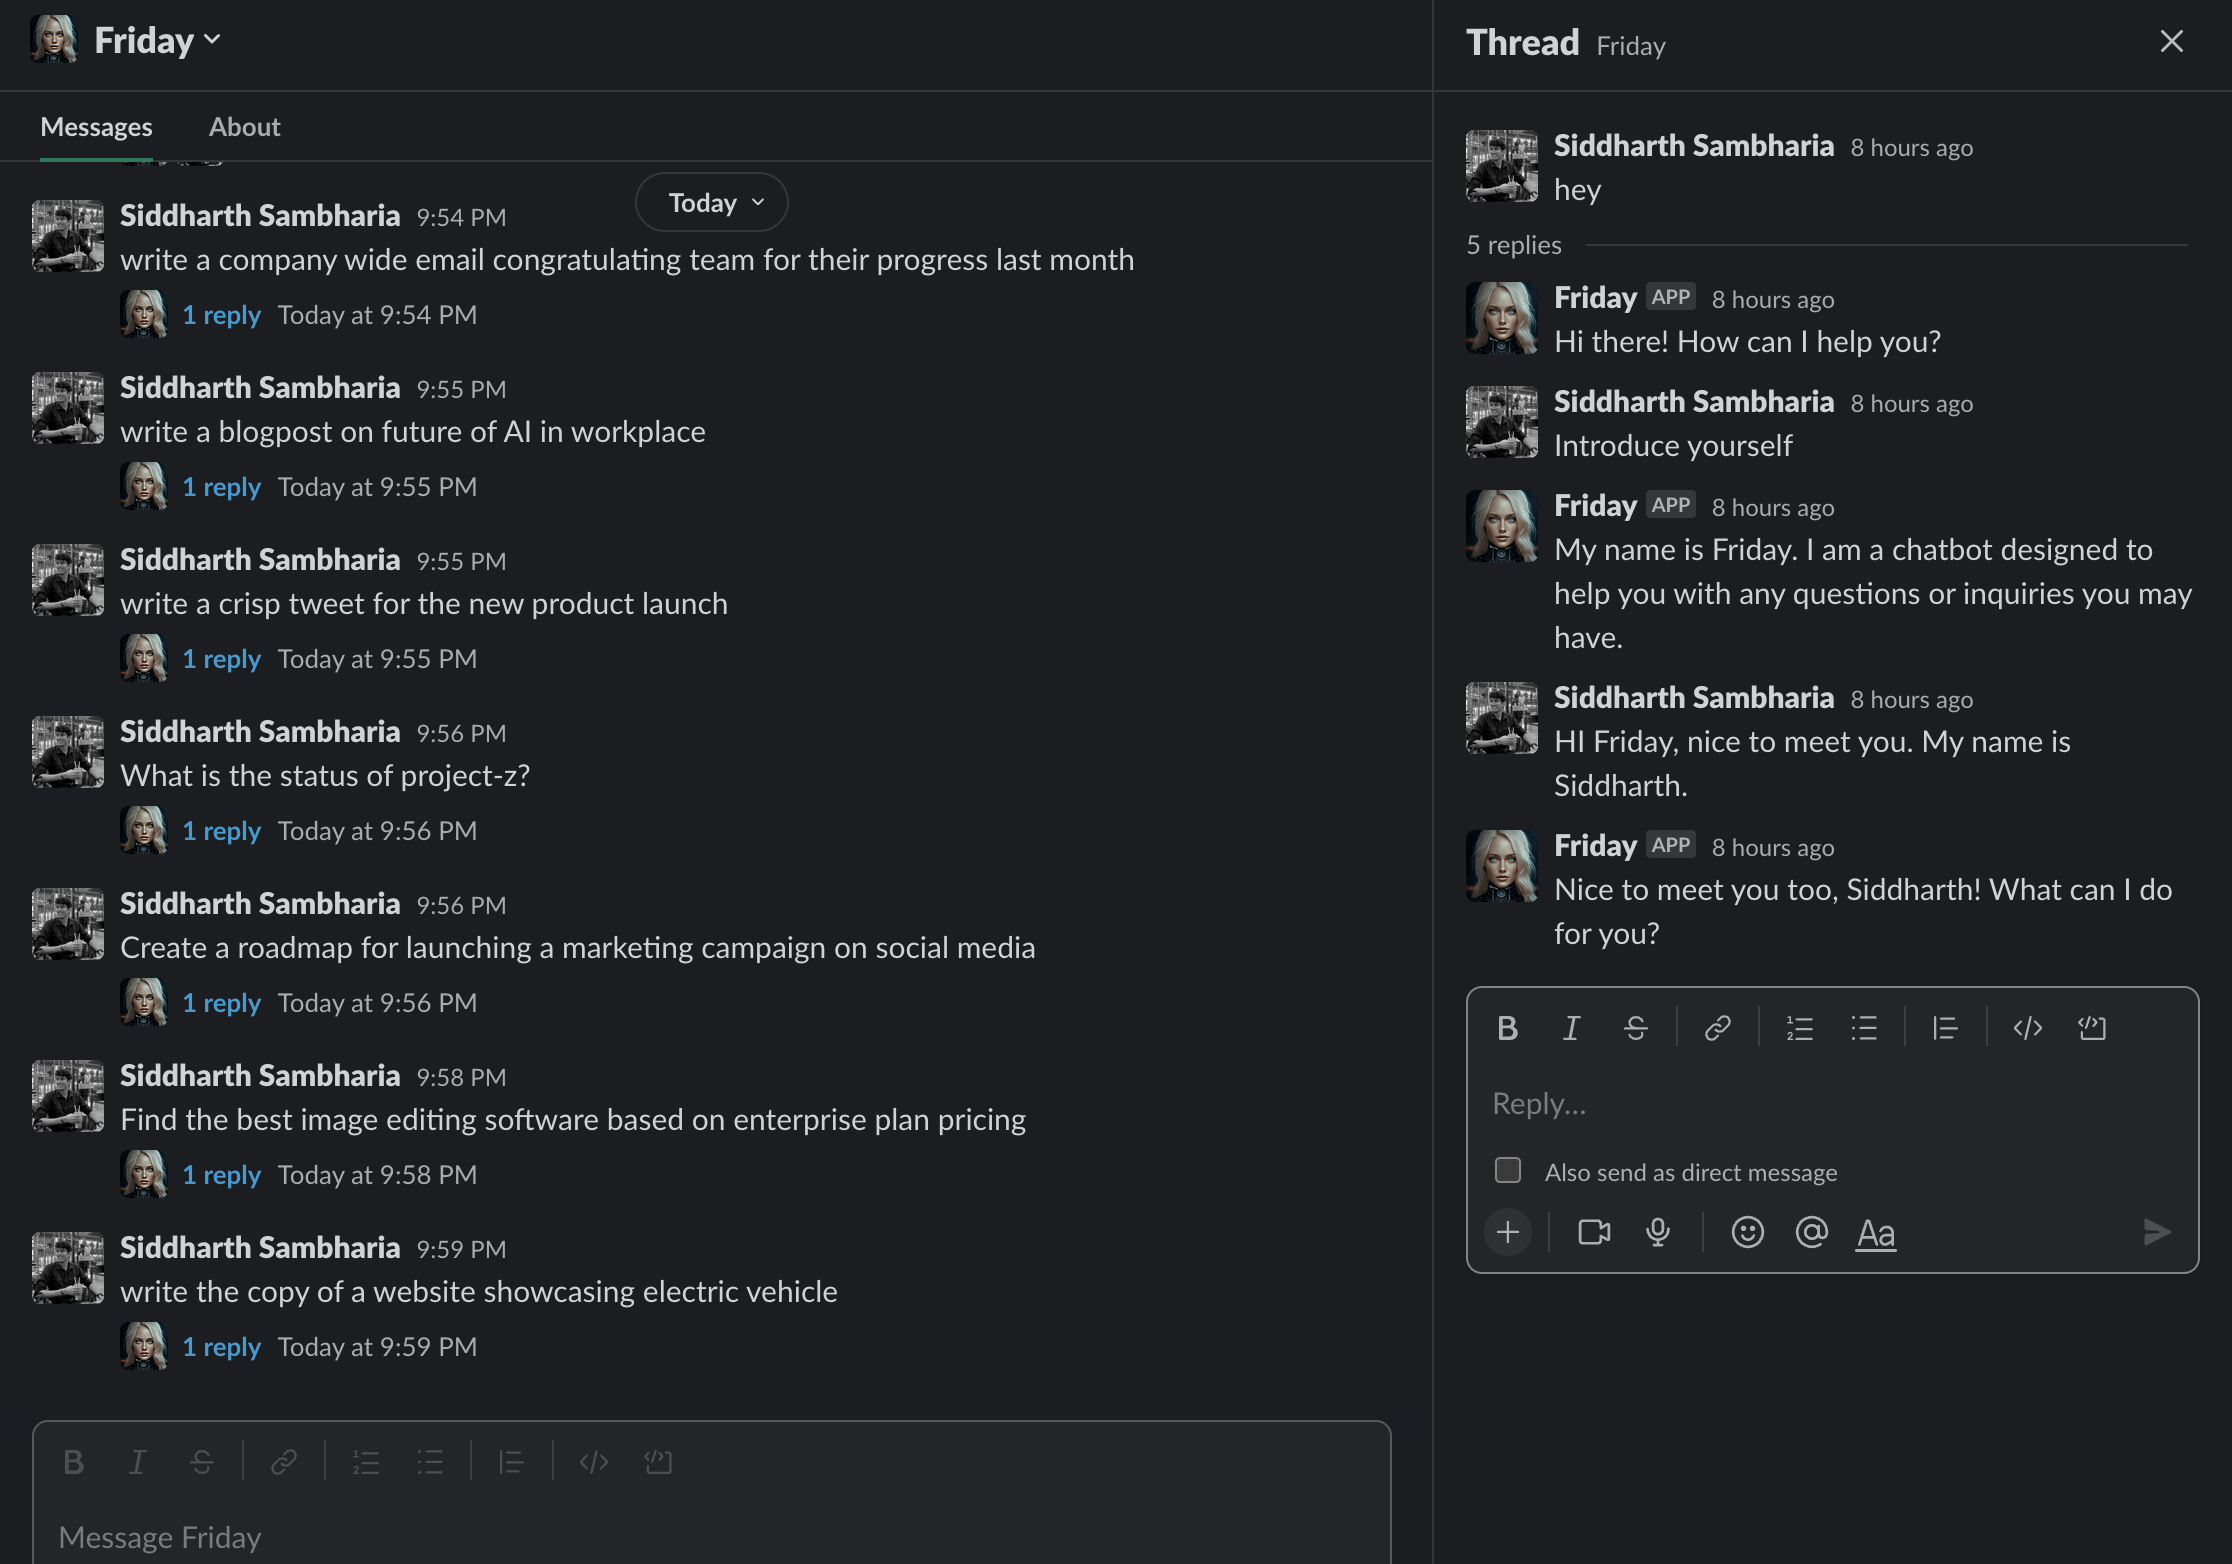 Friday
Messages About
Today
Siddharth Sambharia 9:54 PM
write a company wide email congratulating team for their progress last month
1 reply Today at 9:54 PM
Siddharth Sambharia 9:55 PM
write a blogpost on future of AI in workplace
1 reply Today at 9:55 PM
Siddharth Sambharia 9:55 PM
write a crisp tweet for the new product launch
1 reply Today at 9:55 PM
Siddharth Sambharia 9:56 PM
What is the status of project-z?
1 reply Today at 9:56 PM
Siddharth Sambharia 9:56 PM
Create a roadmap for launching a marketing campaign on social media
1 reply Today at 9:56 PM
Siddharth Sambharia 9:58 PM
Find the best image editing software based on enterprise plan pricing
1 reply Today at 9:58 PM
Siddharth Sambharia 9:59 PM
write the copy of a website showcasing electric vehicle
1 reply Today at 9:59 PM
B I S
Message Friday
Thread Friday
Siddharth Sambharia 8 hours ago
hey
5 replies
Friday APP 8 hours ago
Hi there! How can I help you?
Siddharth Sambharia 8 hours ago
Introduce yourself
Friday APP 8 hours ago
My name is Friday. I am a chatbot designed to
help you with any questions or inquiries you may
have.
Siddharth Sambharia 8 hours ago
HI Friday, nice to meet you. My name is
Siddharth.
Friday APP 8 hours ago
Nice to meet you too, Siddharth! What can I do
for you?
B I S
Reply...
Also send as direct message
Aa